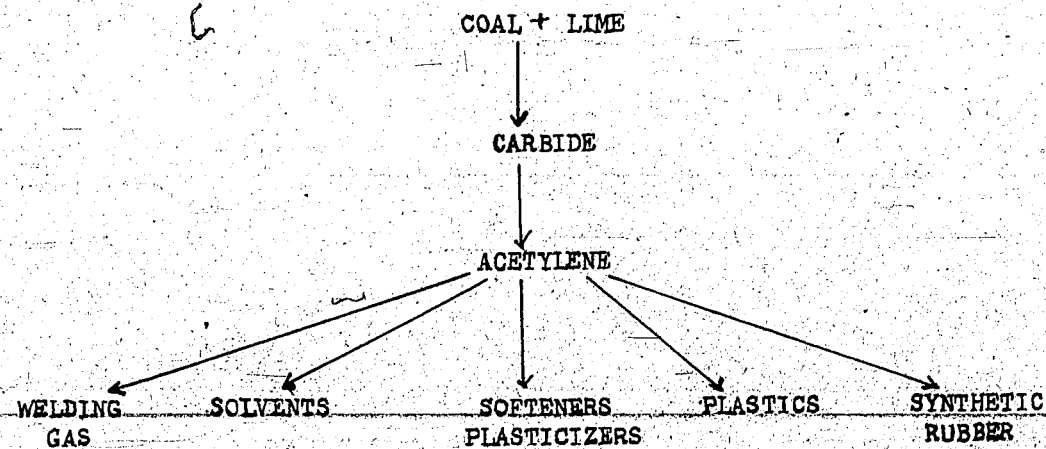 COAL + LIME
CARBIDE
ACETYLENE
WELDING GAS
SOLVENTS
SOFTENERS
PLASTICIZERS
PLASTICS
SYNTHETIC
RUBBER